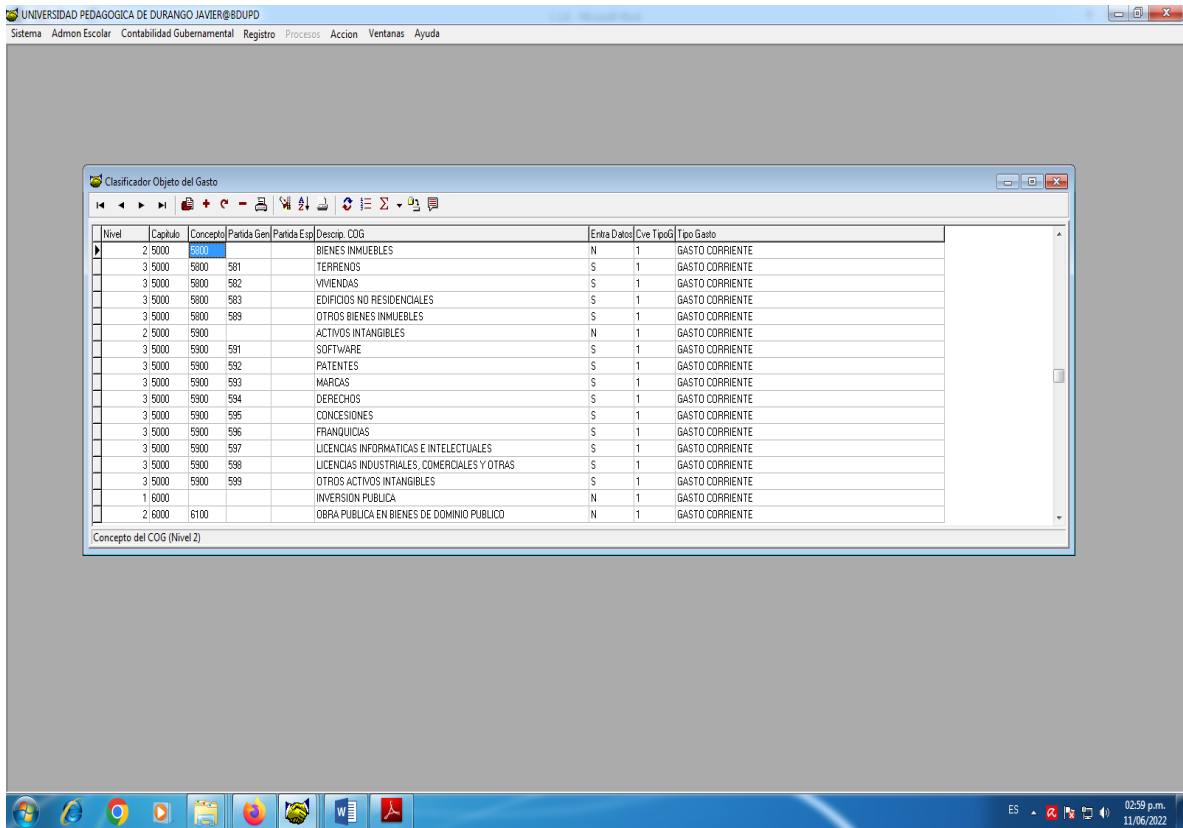 UNIVERSIDAD PEDAGOGICA DE DURANGO JAVIER@BDUPD
Sistema Admon Escolar Contabilidad Gubernamental Registro Procesos Accion Ventanas Ayuda
Clasificador Objeto del Gasto
Nivel Capitulo Concepto Partida Gen Partida Esp Descrip. COG Entra Datos Cve TipoG Tipo Gasto
2 5000 5800 BIENES INMUEBLES N 1 GASTO CORRIENTE
3 5000 5800 581 TERRENOS S 1 GASTO CORRIENTE
3 5000 5800 582 VIVIENDAS S 1 GASTO CORRIENTE
3 5000 5800 583 EDIFICIOS NO RESIDENCIALES S 1 GASTO CORRIENTE
3 5000 5800 589 OTROS BIENES INMUEBLES S 1 GASTO CORRIENTE
2 5000 5900 ACTIVOS INTANGIBLES N 1 GASTO CORRIENTE
3 5000 5900 591 SOFTWARE S 1 GASTO CORRIENTE
3 5000 5900 592 PATENTES S 1 GASTO CORRIENTE
3 5000 5900 593 MARCAS S 1 GASTO CORRIENTE
3 5000 5900 594 DERECHOS S 1 GASTO CORRIENTE
3 5000 5900 595 CONCESIONES S 1 GASTO CORRIENTE
3 5000 5900 596 FRANQUICIAS S 1 GASTO CORRIENTE
3 5000 5900 597 LICENCIAS INFORMATICAS E INTELECTUALES S 1 GASTO CORRIENTE
3 5000 5900 598 LICENCIAS INDUSTRIALES, COMERCIALES Y OTRAS S 1 GASTO CORRIENTE
3 5000 5900 599 OTROS ACTIVOS INTANGIBLES S 1 GASTO CORRIENTE
1 6000 INVERSION PUBLICA N 1 GASTO CORRIENTE
2 6000 6100 OBRA PUBLICA EN BIENES DE DOMINIO PUBLICO N 1 GASTO CORRIENTE
Concepto del COG (Nivel 2)
ES 02:59 p.m.
11/06/2022